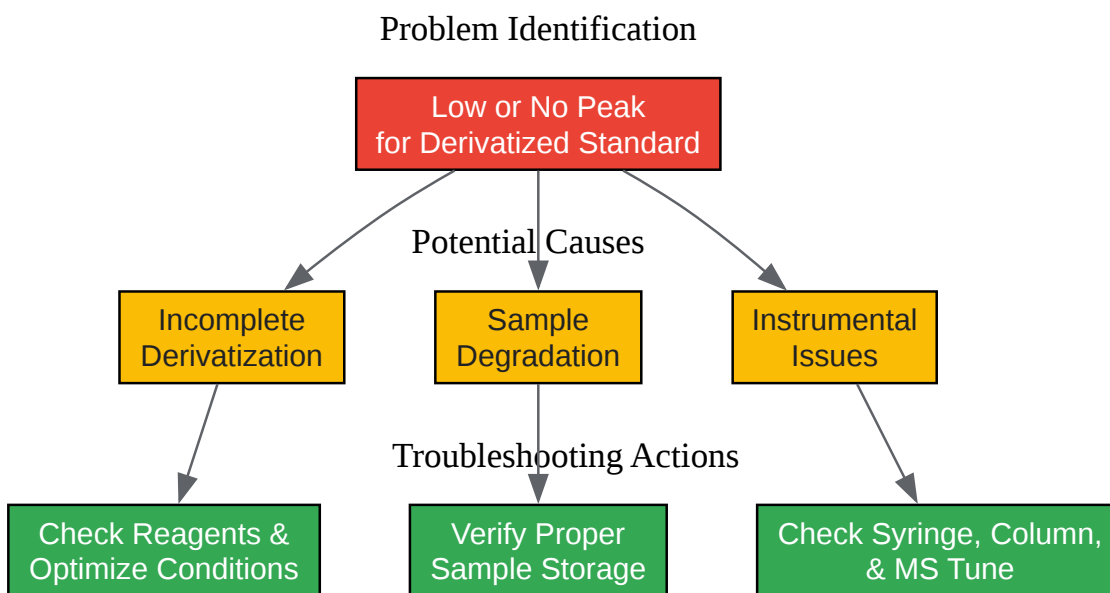 Problem Identification
Low or No Peak
for Derivatized Standard
Potential Causes
Incomplete
Derivatization
Sample
Degradation
Instrumental
Issues
Troubleshooting Actions
Check Reagents &
Optimize Conditions
Verify Proper
Sample Storage
Check Syringe, Column,
& MS Tune